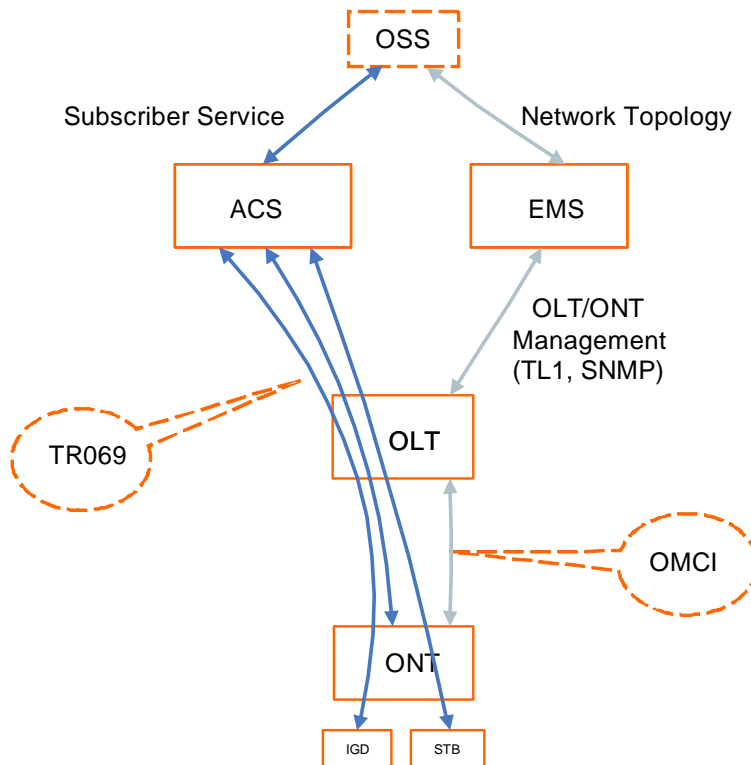 OSS
Subscriber Service
Network Topology
ACS
EMS
OLT/ONT
Management
(TL1, SNMP)
TR069
OLT
OMCI
ONT
IGD
STB